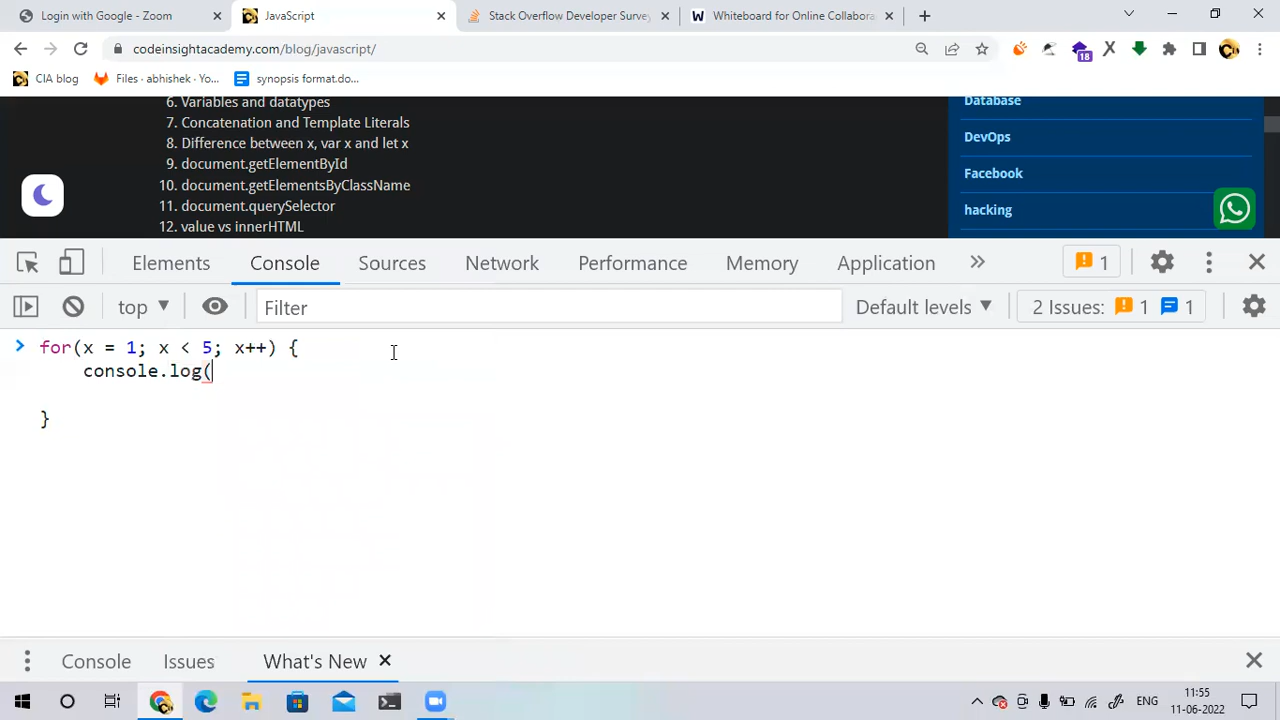 Login with Google - Zoom
JavaScript
Stack Overflow Developer Surve
Whiteboard for Online Collabora
codeinsightacademy.com/blog/javascript/
18
CIA blog
Files · abhishek · Yo...
synopsis format.do...
6. Variables and datatypes
7. Concatenation and Template Literals
8. Difference between x, var x and let x
9. document.getElementById
10. document.getElementsByClassName
11. document.querySelector
12. value vs innerHTML
Database
DevOps
Facebook
hacking
Elements
Console
Sources
Network
Performance
Memory
Application
1
top
Filter
Default levels
2 Issues: 1 1
for(x = 1; x < 5; x++) {
console.log(
}
Console
Issues
What's New
ENG
11:55
11-06-2022